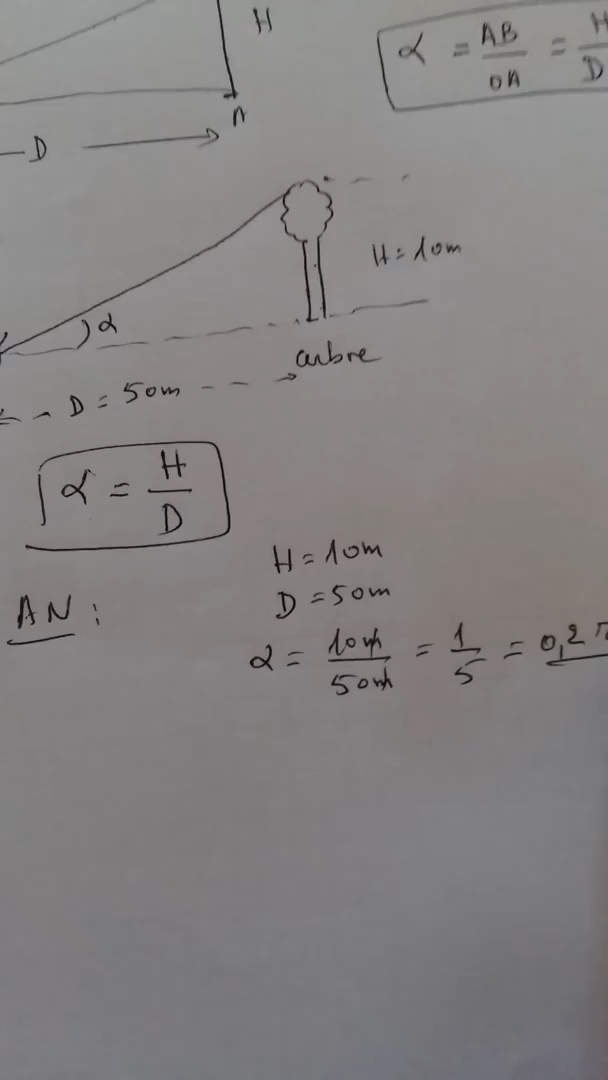 H
α = AB/OA = H/D
A
D
H = 10m
α
arbre
D = 50m
α = H/D
H = 10m
D = 50m
AN :
α = 10m/50m = 1/5 = 0,2